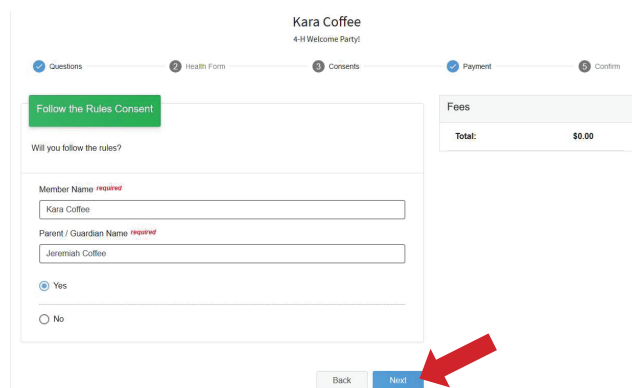 Kara Coffee
4-H Welcome Party!
Questions 2 Health Form 3 Consents Payment 5 Confirm
Follow the Rules Consent
Will you follow the rules?
Member Name required
Kara Coffee
Parent / Guardian Name required
Jeremiah Coffee
Yes
No
Back Next
Fees
Total: $0.00